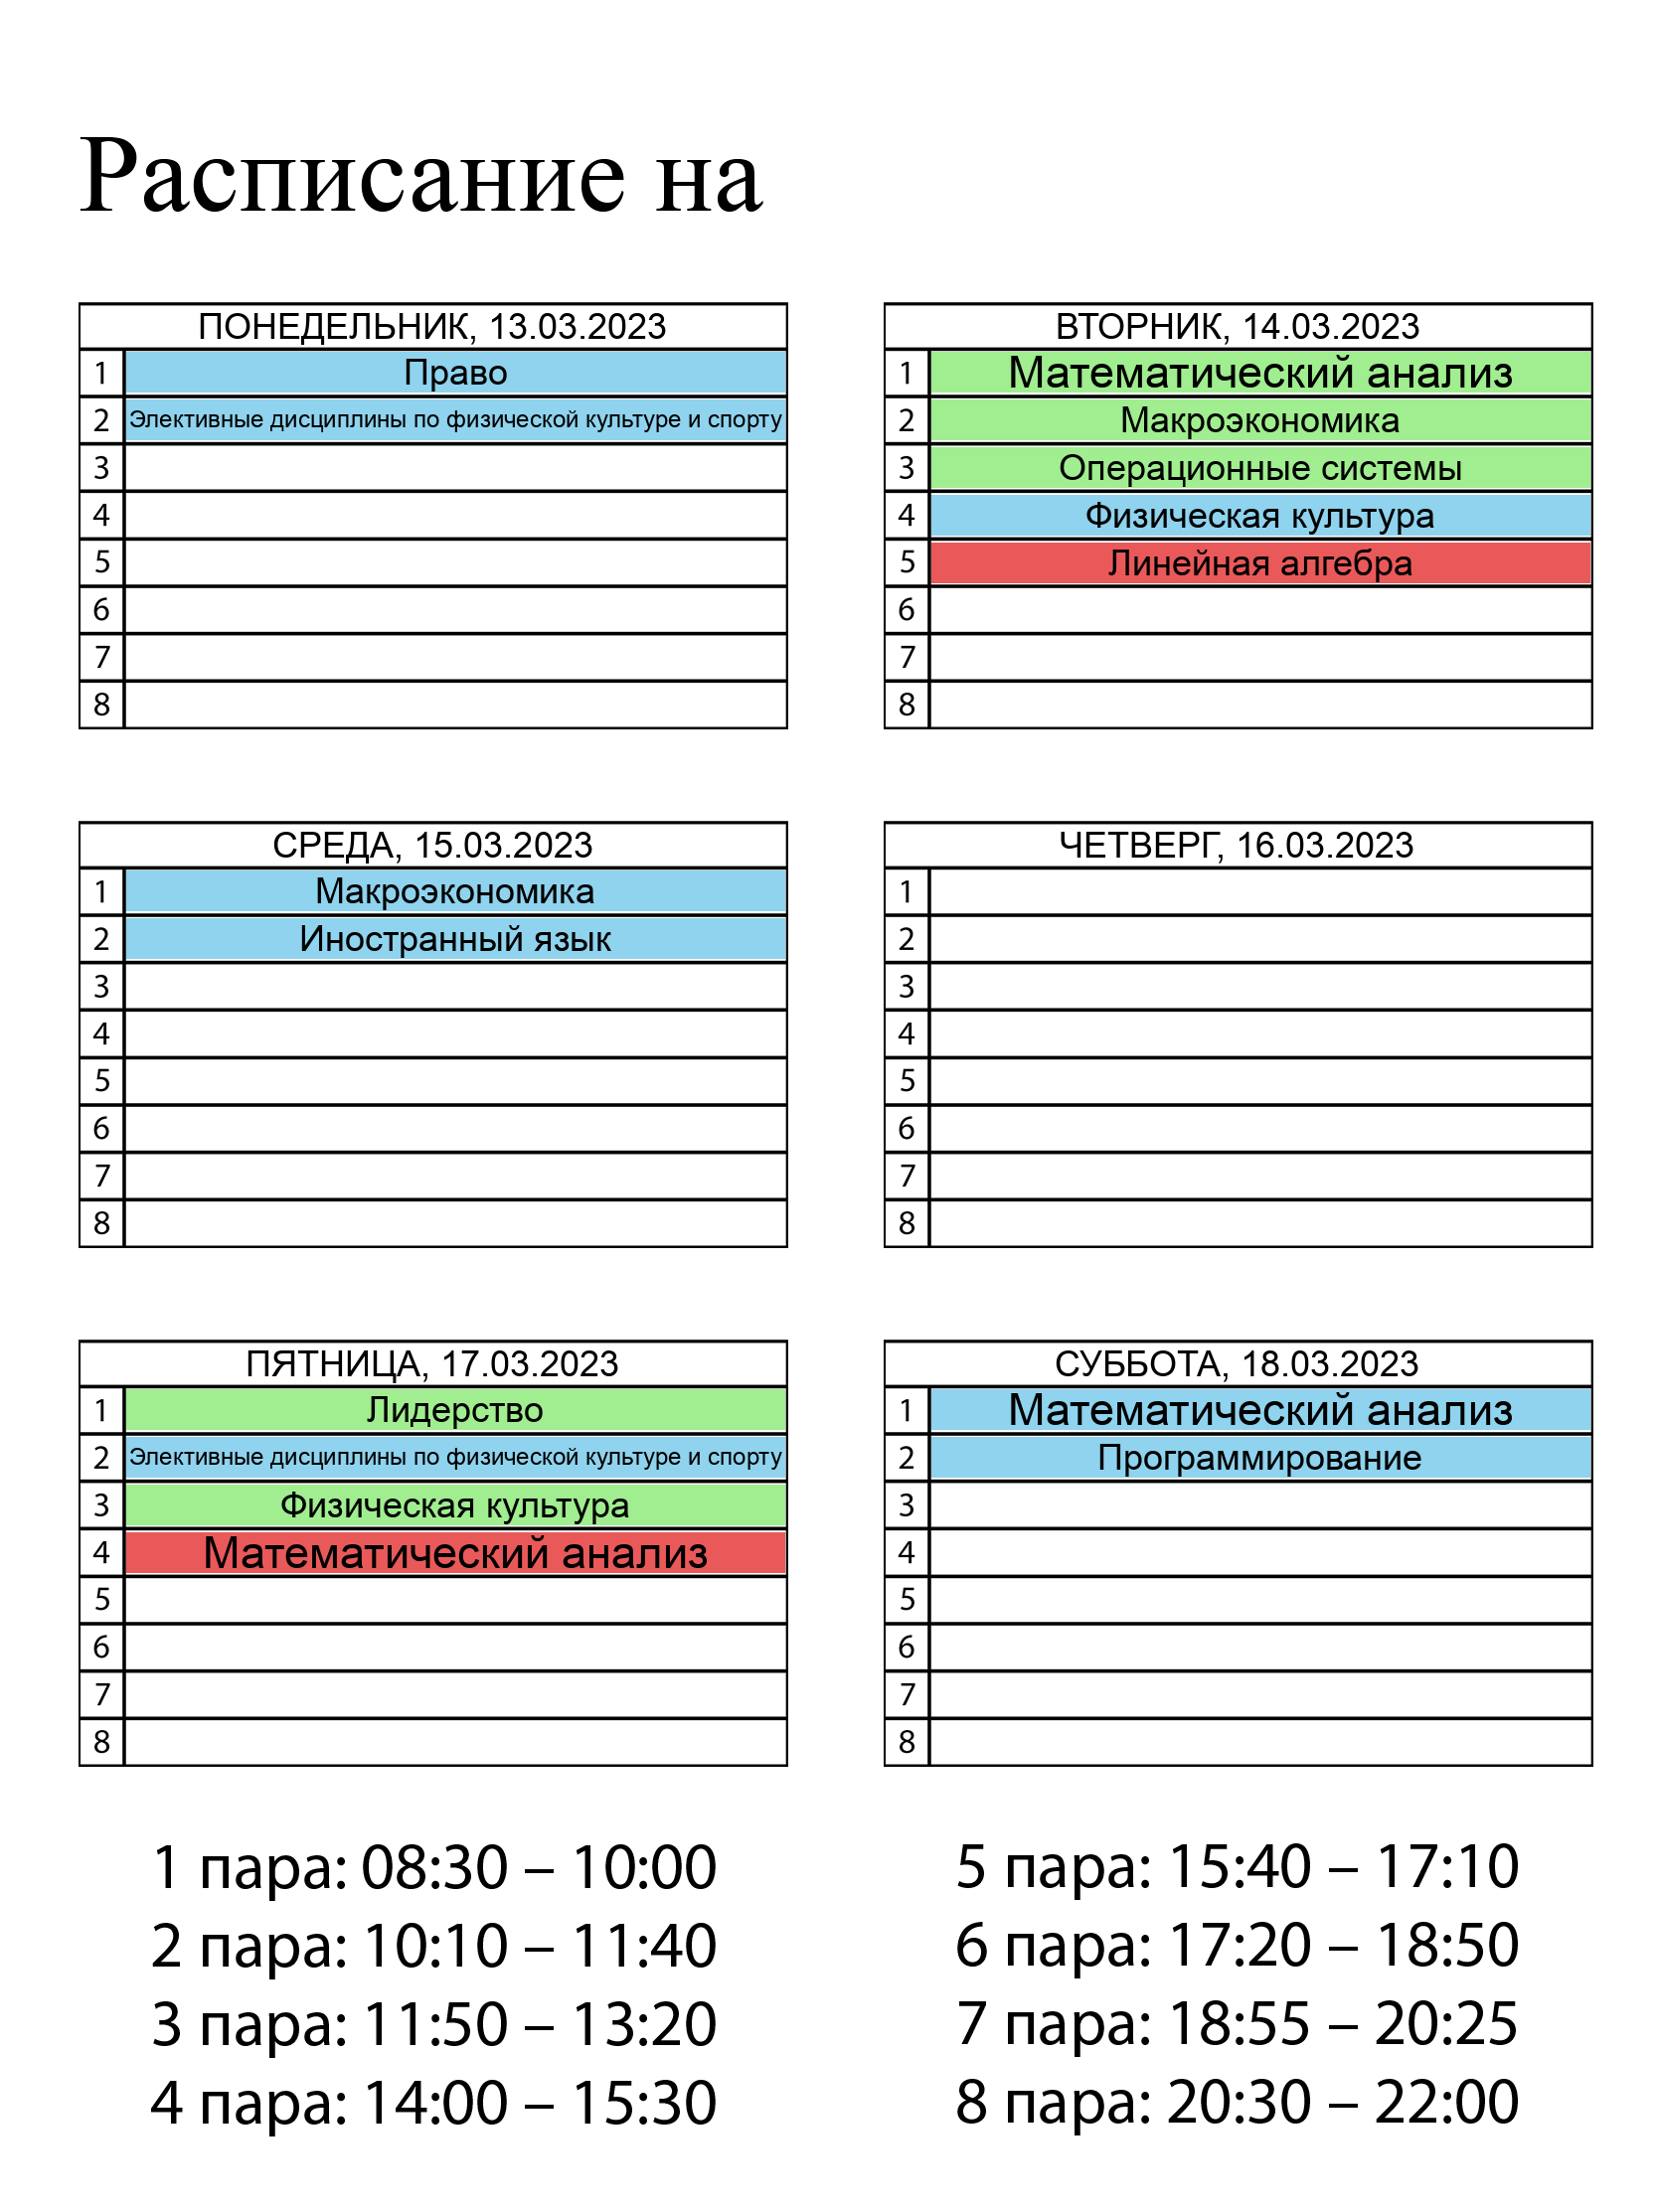 Расписание на
ПОНЕДЕЛЬНИК, 13.03.2023
1 Право
2 Элективные дисциплины по физической культуре и спорту
3
4
5
6
7
8
ВТОРНИК, 14.03.2023
1 Математический анализ
2 Макроэкономика
3 Операционные системы
4 Физическая культура
5 Линейная алгебра
6
7
8
СРЕДА, 15.03.2023
1 Макроэкономика
2 Иностранный язык
3
4
5
6
7
8
ЧЕТВЕРГ, 16.03.2023
1
2
3
4
5
6
7
8
ПЯТНИЦА, 17.03.2023
1 Лидерство
2 Элективные дисциплины по физической культуре и спорту
3 Физическая культура
4 Математический анализ
5
6
7
8
СУББОТА, 18.03.2023
1 Математический анализ
2 Программирование
3
4
5
6
7
8
1 пара: 08:30 – 10:00
2 пара: 10:10 – 11:40
3 пара: 11:50 – 13:20
4 пара: 14:00 – 15:30
5 пара: 15:40 – 17:10
6 пара: 17:20 – 18:50
7 пара: 18:55 – 20:25
8 пара: 20:30 – 22:00